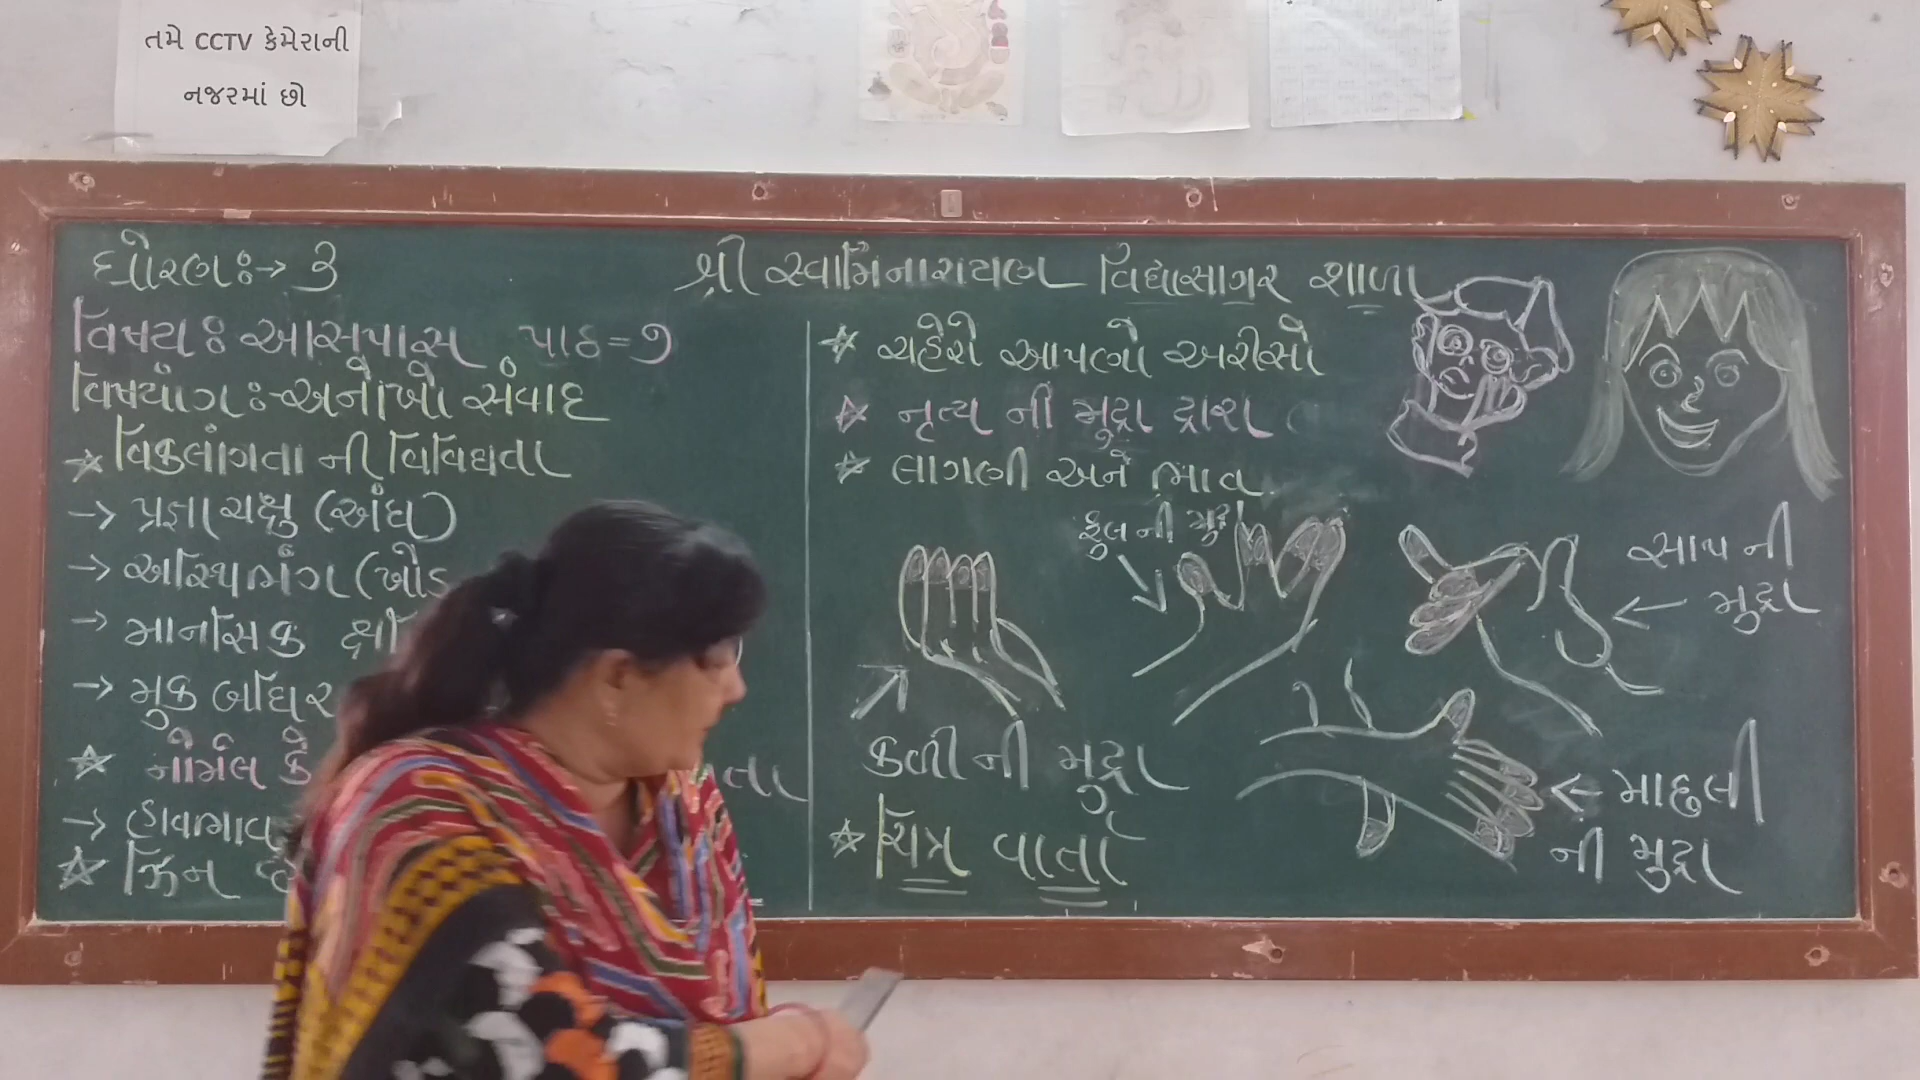 તમે CCTV કેમેરાની
નજરમાં છો
ધોરણ:→ ૩
શ્રી સ્વામિનારાયણ વિદ્યાસાગર શાળા
વિષય: આસપાસ પાઠ=૭
વિષયાંગ:-અનોખો સંવાદ
☆ વિકલાંગતા ની વિવિધતા
→ પ્રજ્ઞાચક્ષુ (અંધ)
→ અસ્થિભંગ (ખોડ
→ માનસિક
→ મુક બધિર
☆ નોર્મલ કે
તા
→ હાવભાવ
☆ ઝિન
☆ ચહેરો આપણો અરીસો
☆ નૃત્ય ની મુદ્રા દ્રારા
☆ લાગણી અને ભાવ
ફુલ ની મુદ્રા
સાપ ની
← મુદ્રા
કળી ની મુદ્રા
← માછલી
ની મુદ્રા
☆ ચિત્ર વાર્તા